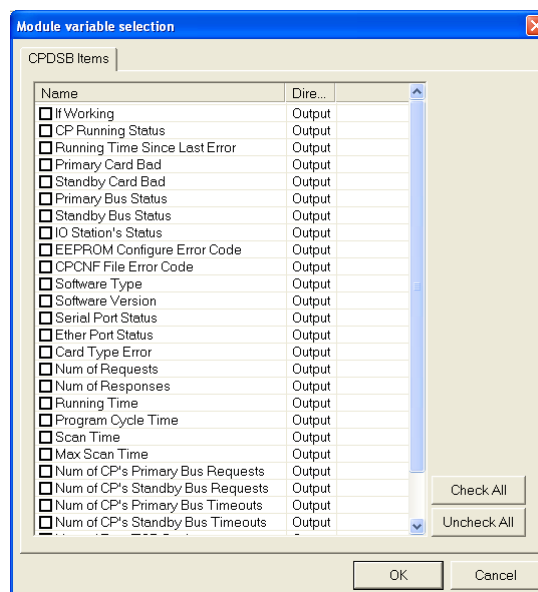 Module variable selection
CPDSB Items
Name Dire...
If Working Output
CP Running Status Output
Running Time Since Last Error Output
Primary Card Bad Output
Standby Card Bad Output
Primary Bus Status Output
Standby Bus Status Output
IO Station's Status Output
EEPROM Configure Error Code Output
CPCNF File Error Code Output
Software Type Output
Software Version Output
Serial Port Status Output
Ether Port Status Output
Card Type Error Output
Num of Requests Output
Num of Responses Output
Running Time Output
Program Cycle Time Output
Scan Time Output
Max Scan Time Output
Num of CP's Primary Bus Requests Output
Num of CP's Standby Bus Requests Output
Num of CP's Primary Bus Timeouts Output
Num of CP's Standby Bus Timeouts Output
Check All
Uncheck All
OK Cancel